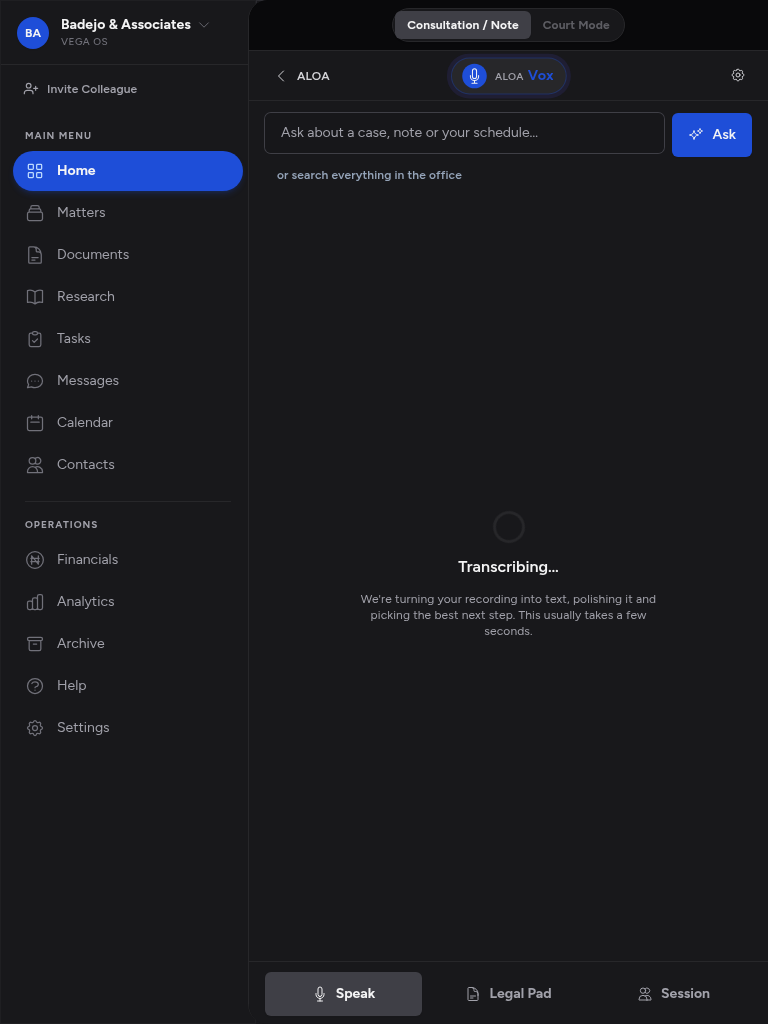 BA
Badejo & Associates
VEGA OS
Invite Colleague
MAIN MENU
Home
Matters
Documents
Research
Tasks
Messages
Calendar
Contacts
OPERATIONS
Financials
Analytics
Archive
Help
Settings
Consultation / Note
Court Mode
ALOA
ALOA Vox
Ask about a case, note or your schedule...
Ask
or search everything in the office
Transcribing...
We're turning your recording into text, polishing it and
picking the best next step. This usually takes a few
seconds.
Speak
Legal Pad
Session